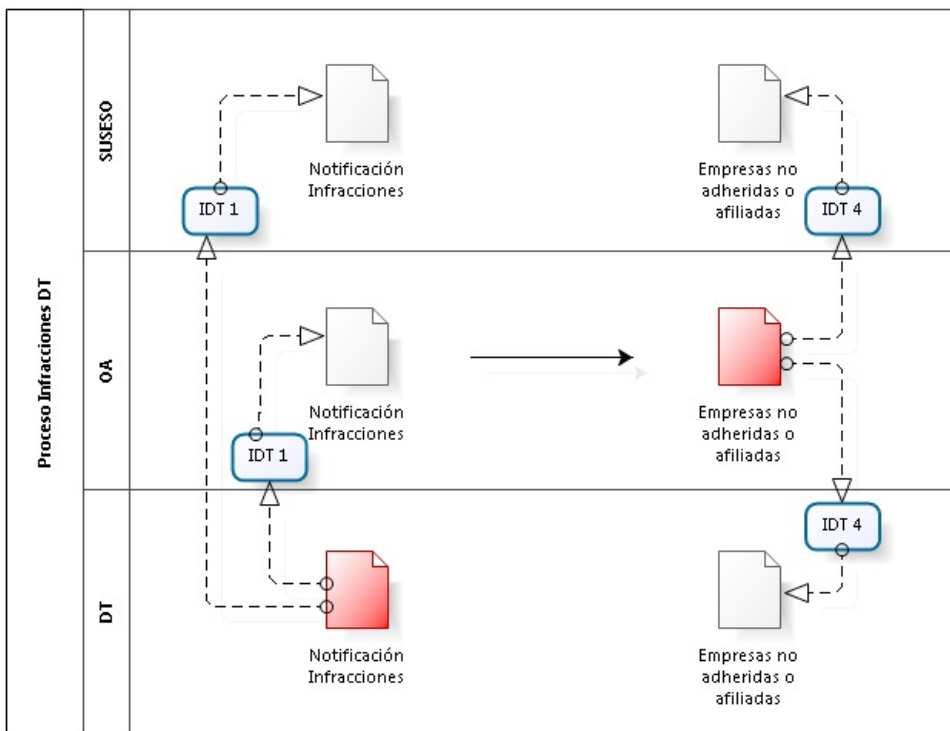 Proceso Infracciones DT
SUSESO
Notificación
Infracciones
IDT 1
Empresas no
adheridas o
afiliadas
IDT 4
OA
Notificación
Infracciones
IDT 1
Empresas no
adheridas o
afiliadas
DT
Notificación
Infracciones
IDT 4
Empresas no
adheridas o
afiliadas